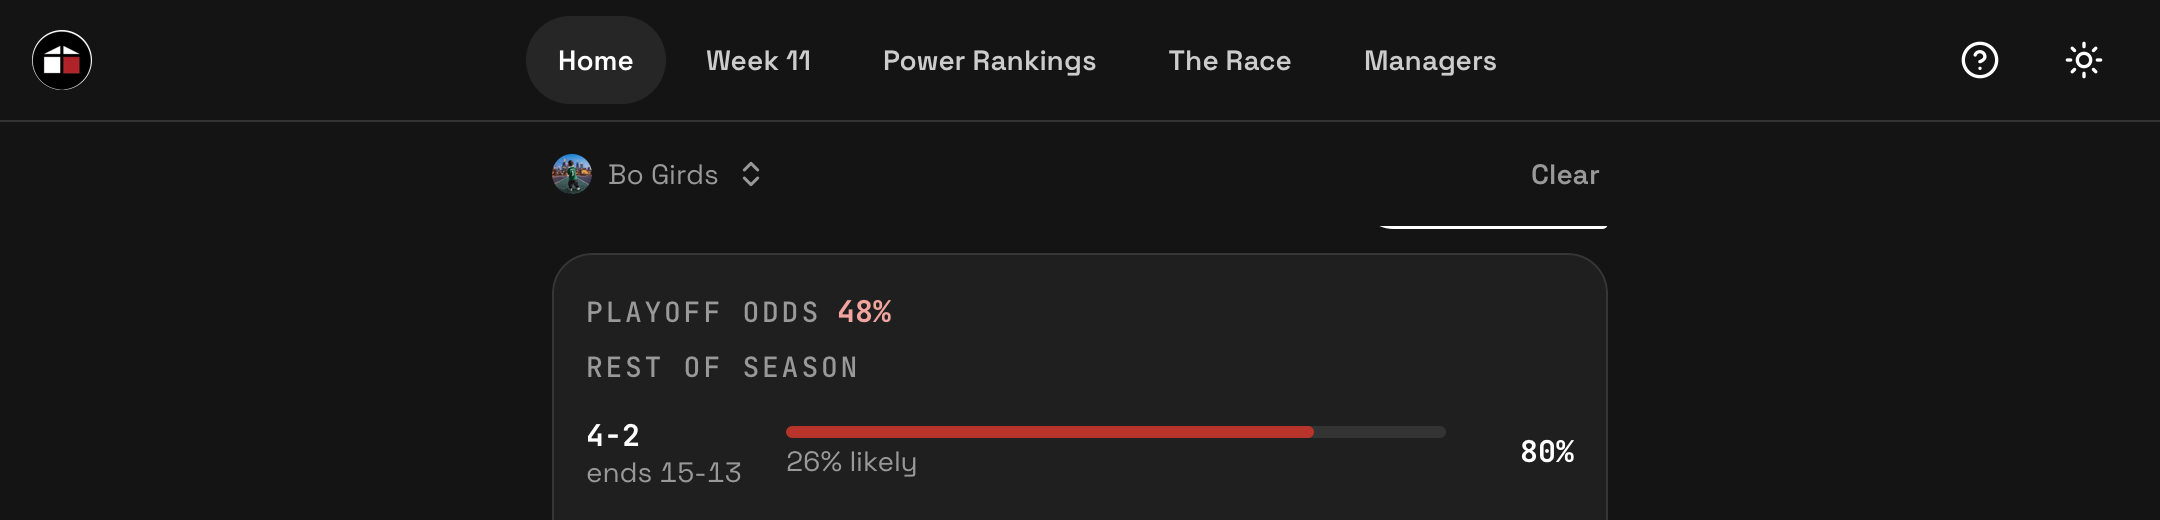 Home Week 11 Power Rankings The Race Managers
Bo Girds Clear
PLAYOFF ODDS 48%
REST OF SEASON
4-2
ends 15-13
26% likely
80%